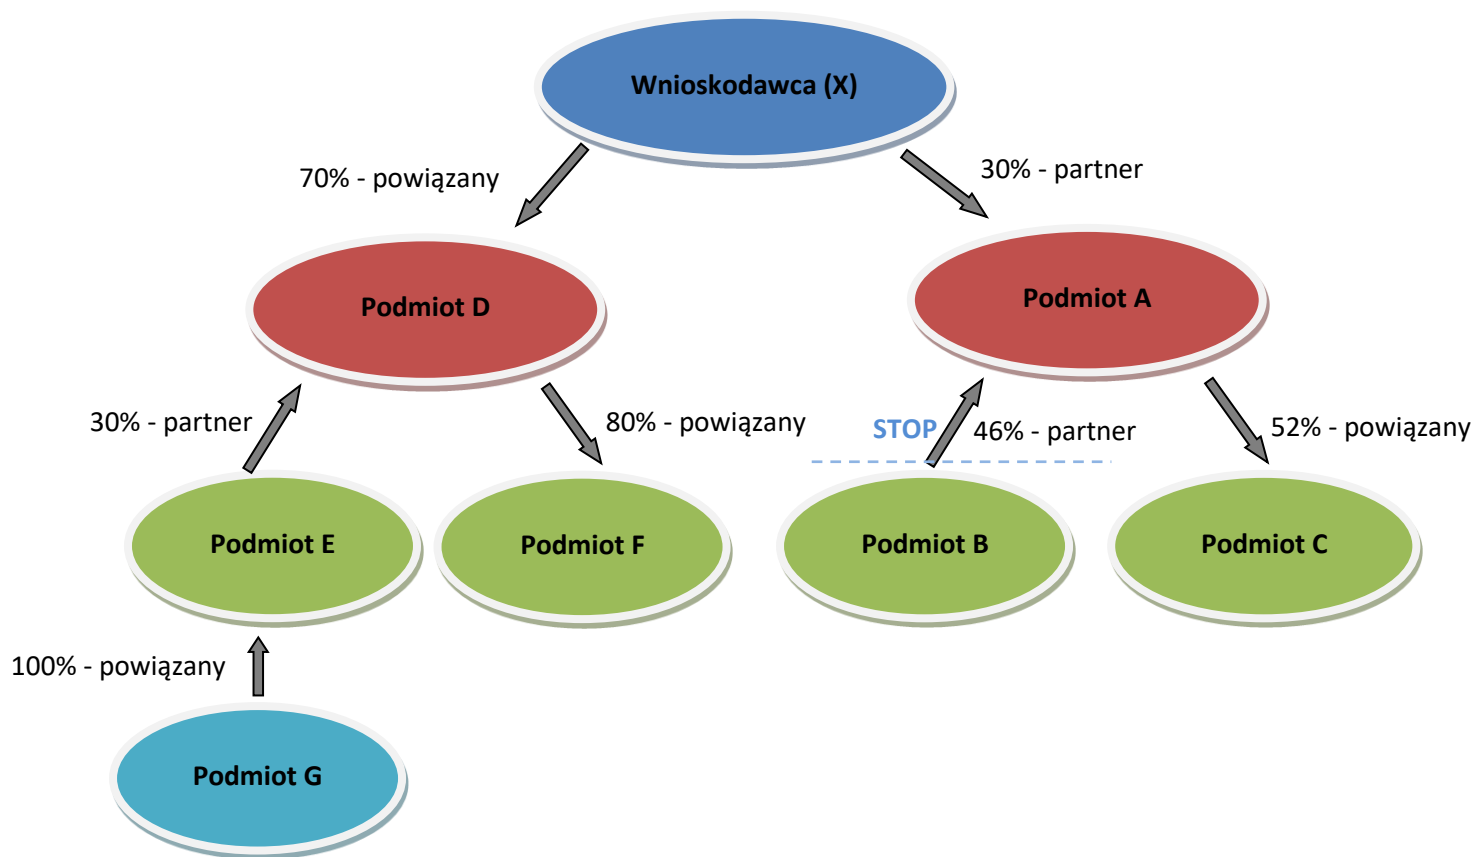 Wnioskodawca (X)
70% - powiązany
30% - partner
Podmiot D
Podmiot A
30% - partner
80% - powiązany
STOP
46% - partner
52% - powiązany
Podmiot E
Podmiot F
Podmiot B
Podmiot C
100% - powiązany
Podmiot G